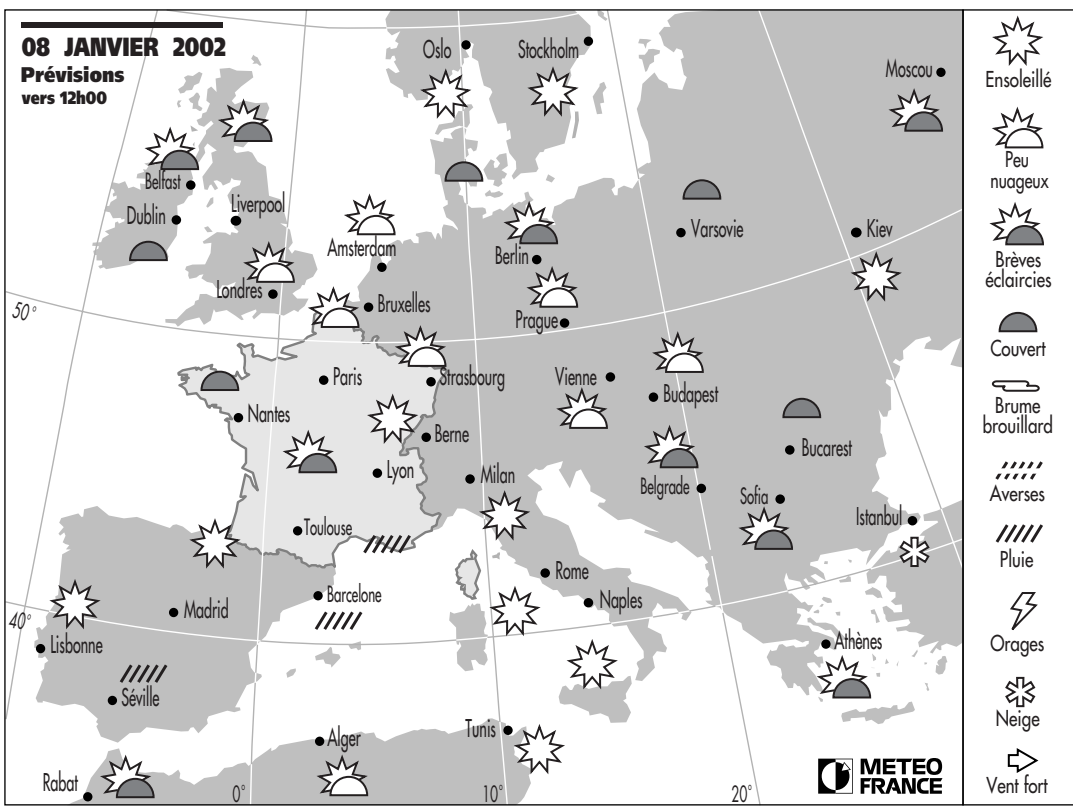 08 JANVIER 2002
Prévisions
vers 12h00
Oslo
Stockholm
Moscou
Belfast
Dublin
Liverpool
Amsterdam
Berlin
Varsovie
Kiev
Londres
50°
Bruxelles
Prague
Paris
Strasbourg
Vienne
Budapest
Nantes
Berne
Bucarest
Lyon
Milan
Belgrade
Sofia
Istanbul
Toulouse
Rome
Barcelone
Naples
Madrid
40°
Lisbonne
Athènes
Séville
Alger
Tunis
Rabat
0°
10°
20°
METEO
FRANCE
Ensoleillé
Peu
nuageux
Brèves
éclaircies
Couvert
Brume
brouillard
Averses
Pluie
Orages
Neige
Vent fort